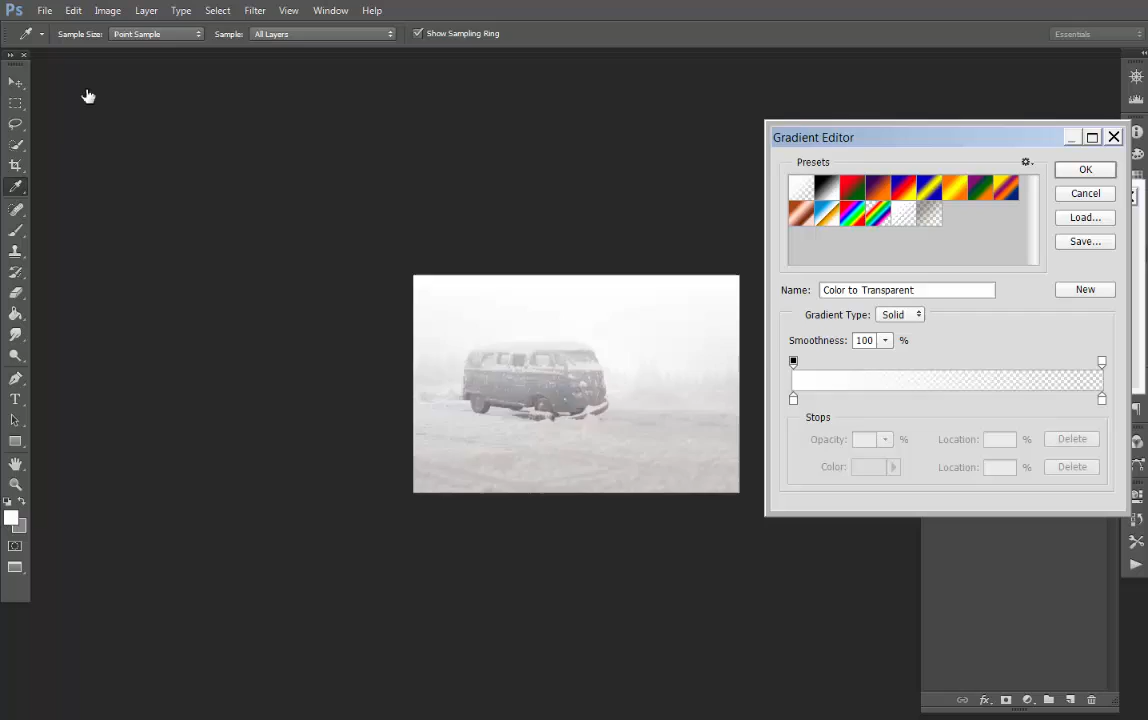 Ps File Edit Image Layer Type Select Filter View Window Help
Sample Size: Point Sample Sample: All Layers Show Sampling Ring Essentials
Gradient Editor
Presets
OK
Cancel
Load...
Save...
Name: Color to Transparent New
Gradient Type: Solid
Smoothness: 100 %
Stops
Opacity: % Location: % Delete
Color: Location: % Delete